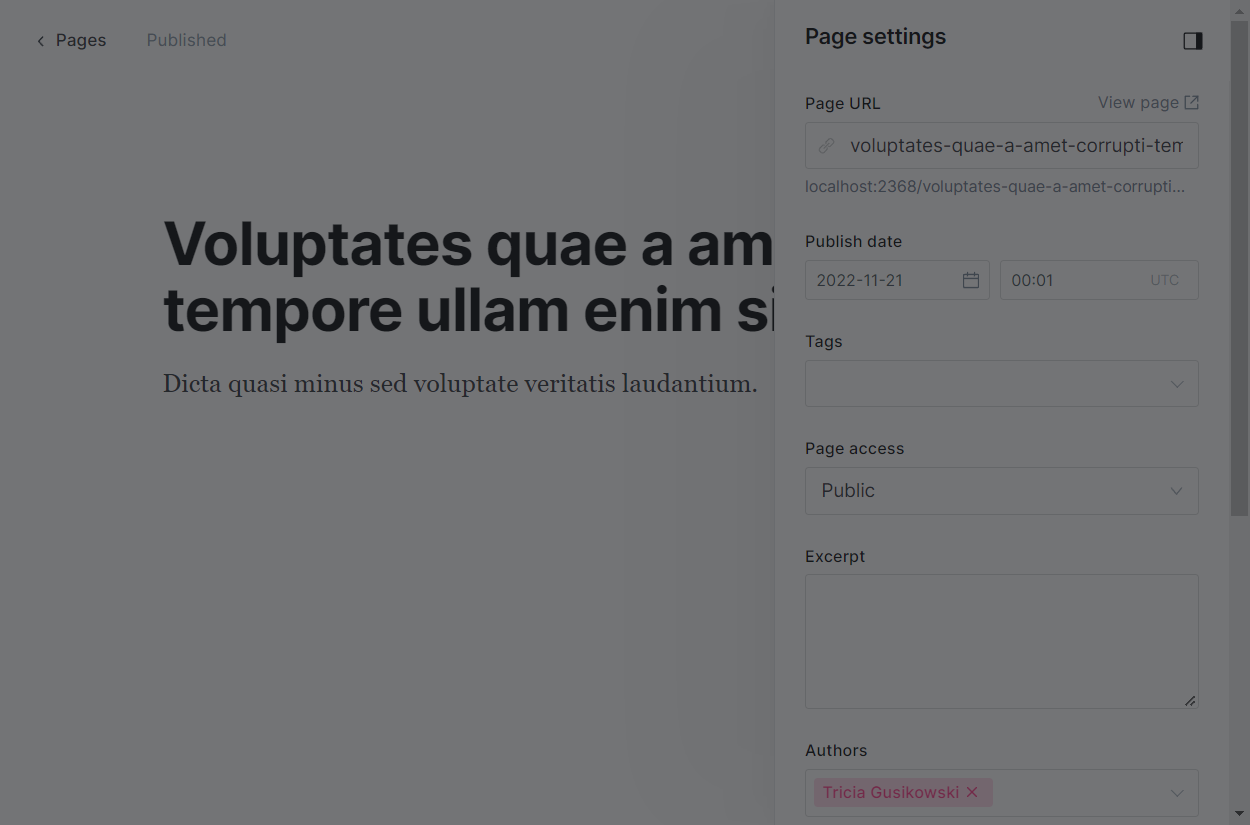 Pages
Published
Voluptates quae a am
tempore ullam enim si
Dicta quasi minus sed voluptate veritatis laudantium.
Page settings
Page URL
View page
voluptates-quae-a-amet-corrupti-tem
localhost:2368/voluptates-quae-a-amet-corrupti...
Publish date
2022-11-21
00:01
UTC
Tags
Page access
Public
Excerpt
Authors
Tricia Gusikowski